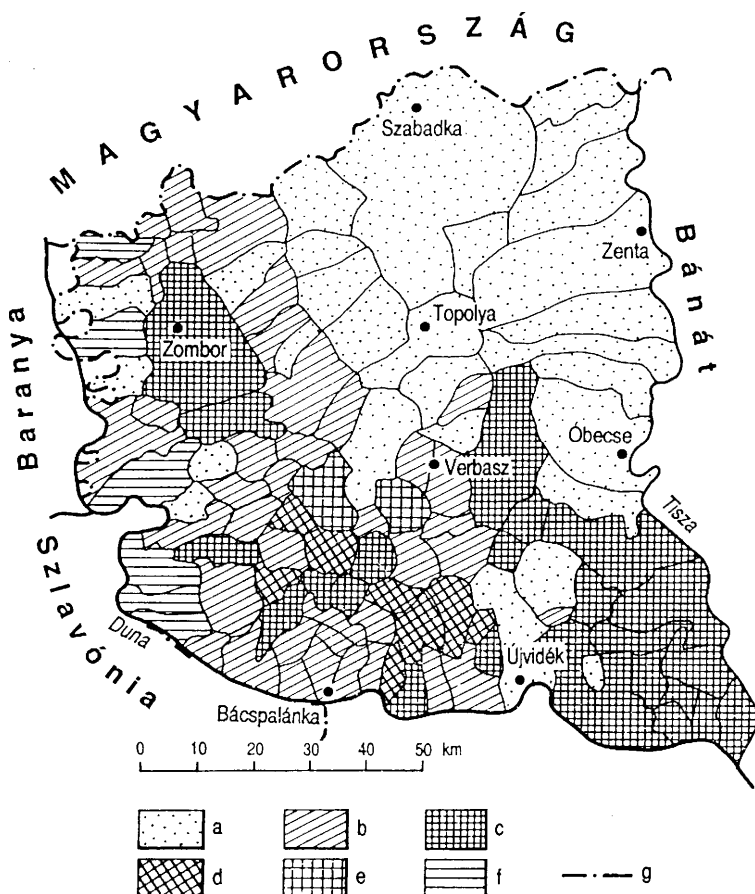 MAGYARORSZÁG
Szabadka
Zenta
Bánát
Topolya
Zombor
Baranya
Óbecse
Verbasz
Tisza
Szlavónia
Duna
Újvidék
Bácspalánka
0 10 20 30 40 50 km
a b c
d e f g